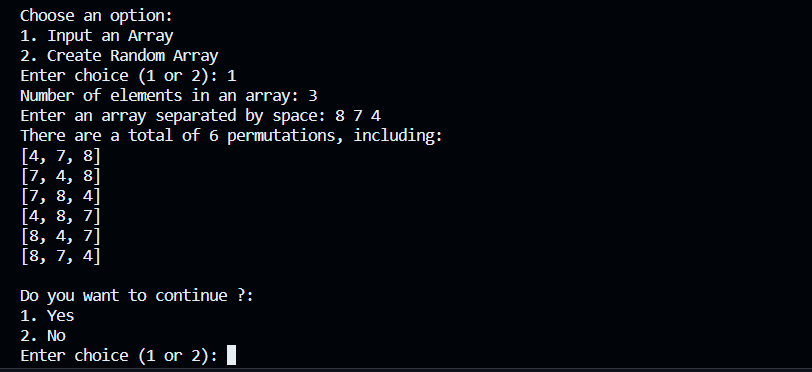 Choose an option:
1. Input an Array
2. Create Random Array
Enter choice (1 or 2): 1
Number of elements in an array: 3
Enter an array separated by space: 8 7 4
There are a total of 6 permutations, including:
[4, 7, 8]
[7, 4, 8]
[7, 8, 4]
[4, 8, 7]
[8, 4, 7]
[8, 7, 4]
Do you want to continue ?:
1. Yes
2. No
Enter choice (1 or 2):